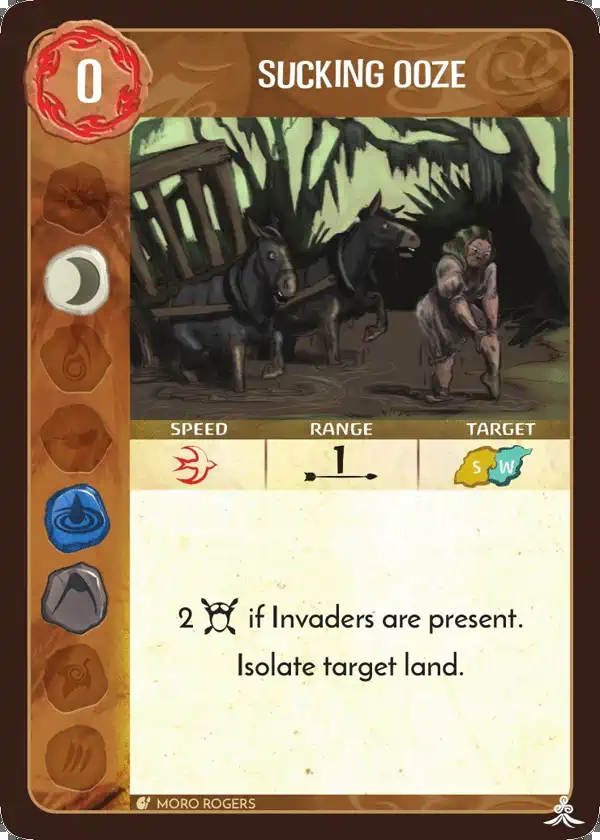 0
SUCKING OOZE
SPEED RANGE TARGET
1 S W
2 if Invaders are present.
Isolate target land.
MORO ROGERS